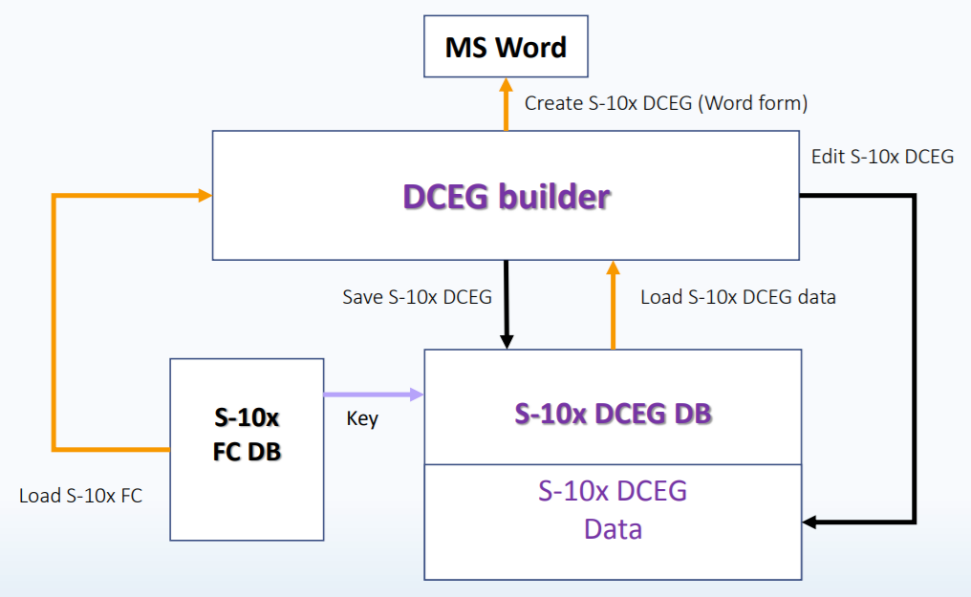 MS Word
Create S-10x DCEG (Word form)
Edit S-10x DCEG
DCEG builder
Save S-10x DCEG
Load S-10x DCEG data
S-10x
FC DB
Key
S-10x DCEG DB
Load S-10x FC
S-10x DCEG
Data